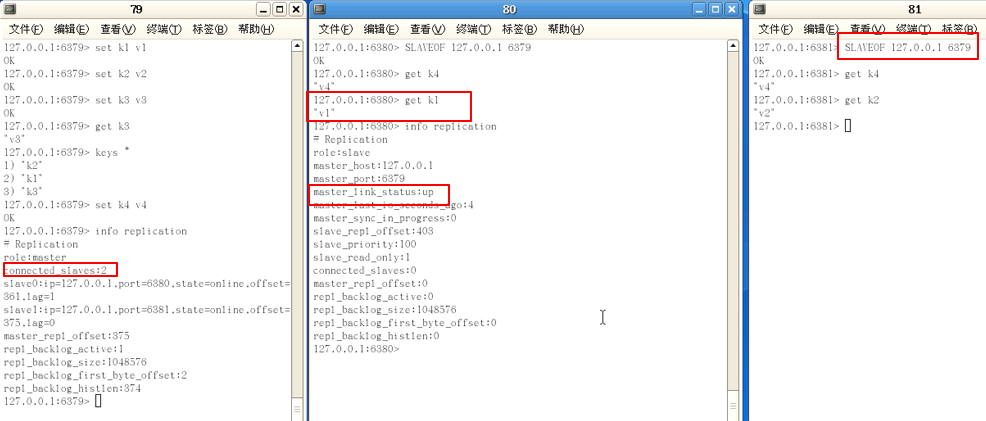 79
文件(F) 编辑(E) 查看(V) 终端(T) 标签(B) 帮助(H)
127.0.0.1:6379> set k1 v1
OK
127.0.0.1:6379> set k2 v2
OK
127.0.0.1:6379> set k3 v3
OK
127.0.0.1:6379> get k3
"v3"
127.0.0.1:6379> keys *
1) "k2"
2) "k1"
3) "k3"
127.0.0.1:6379> set k4 v4
OK
127.0.0.1:6379> info replication
# Replication
role:master
connected_slaves:2
slave0:ip=127.0.0.1,port=6380,state=online,offset=
361,lag=1
slave1:ip=127.0.0.1,port=6381,state=online,offset=
375,lag=0
master_repl_offset:375
repl_backlog_active:1
repl_backlog_size:1048576
repl_backlog_first_byte_offset:2
repl_backlog_histlen:374
127.0.0.1:6379>
80
文件(F) 编辑(E) 查看(V) 终端(T) 标签(B) 帮助(H)
127.0.0.1:6380> SLAVEOF 127.0.0.1 6379
OK
127.0.0.1:6380> get k4
"v4"
127.0.0.1:6380> get k1
"v1"
127.0.0.1:6380> info replication
# Replication
role:slave
master_host:127.0.0.1
master_port:6379
master_link_status:up
master_last_io_seconds_ago:4
master_sync_in_progress:0
slave_repl_offset:403
slave_priority:100
slave_read_only:1
connected_slaves:0
master_repl_offset:0
repl_backlog_active:0
repl_backlog_size:1048576
repl_backlog_first_byte_offset:0
repl_backlog_histlen:0
127.0.0.1:6380>
81
文件(F) 编辑(E) 查看(V) 终端(T) 标签(B)
127.0.0.1:6381> SLAVEOF 127.0.0.1 6379
OK
127.0.0.1:6381> get k4
"v4"
127.0.0.1:6381> get k2
"v2"
127.0.0.1:6381>